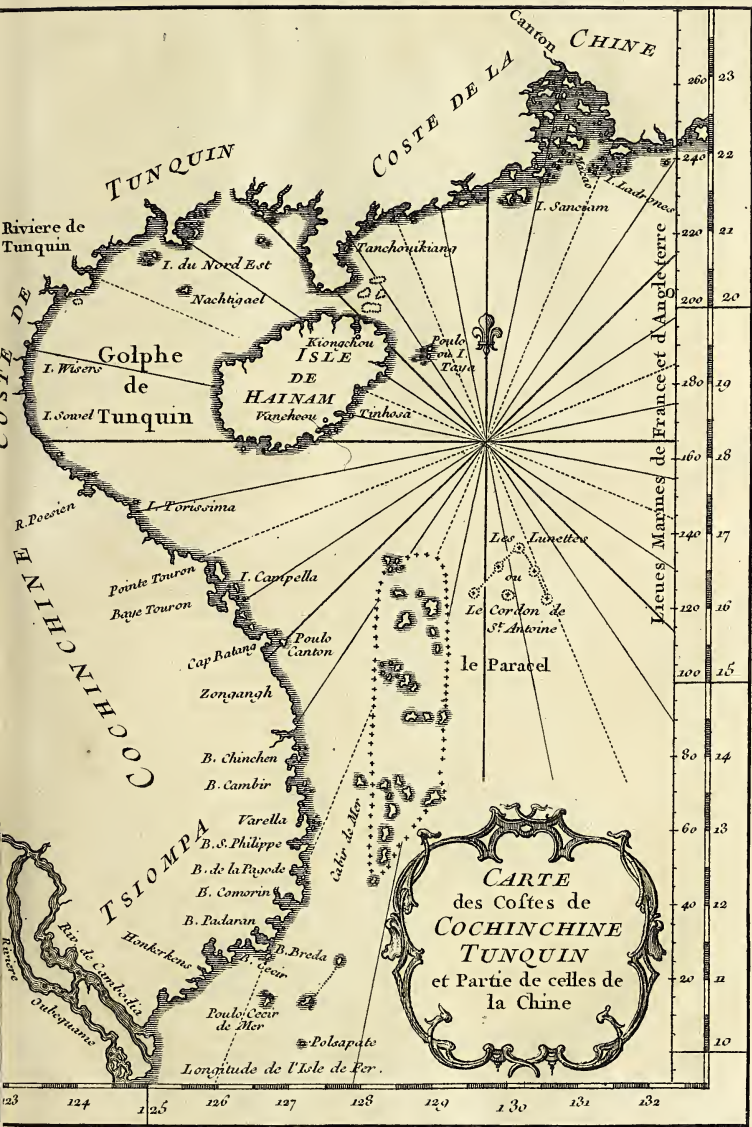 Canton
CHINE
COSTE DE LA
TUNQUIN
Macao
I. Ladrones
I. Sanciam
Riviere de
Tunquin
Tanchouikiang
I. du Nord Est
Nachtigael
COSTE DE
Golphe
de
Tunquin
I. Wisers
I. Sowel
Kiongchou
ISLE
DE
HAINAM
Vancheou
Tinhosa
Poulo
ou I.
Taya
Lieues Marines de France et d'Angleterre
R. Poesien
I. Torissima
COCHINCHINE
Pointe Touron
Baye Touron
I. Campella
Les Lunettes
ou
Le Cordon de
St. Antoine
Cap Batang
Poulo
Canton
le Paracel
Zongangh
B. Chinchen
B. Cambir
Varella
B. S. Philippe
B. de la Pagode
B. Comorin
B. Padaran
TSIOMPA
Cabir de Mer
Honkerkens
B. Breda
R. Cecir
Riv. de Cambodia
Riviere
Oubequame
Poulo Cecir
de Mer
Polsapate
CARTE
des Costes de
COCHINCHINE
TUNQUIN
et Partie de celles de
la Chine
Longitude de l'Isle de Fer.
260
240
220
200
180
160
140
120
100
80
60
40
20
23
22
21
20
19
18
17
16
15
14
13
12
11
10
0
123 124 125 126 127 128 129 130 131 132